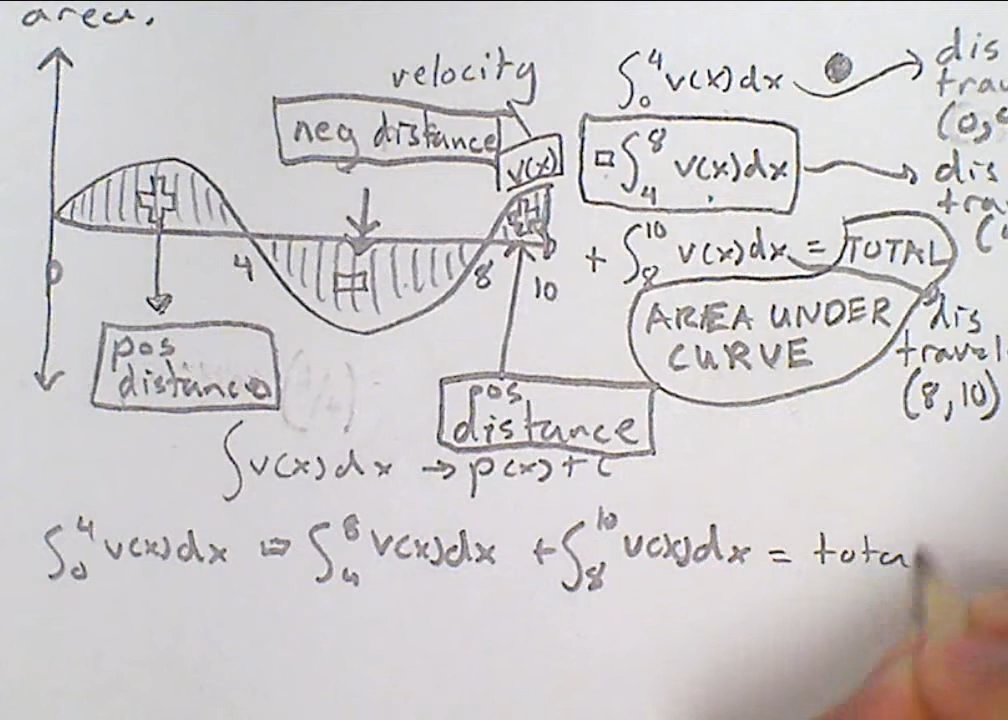 area.
velocity
neg distance
v(x)
∫₀⁴ v(x)dx
dis
trav
(0,
- ∫₄⁸ v(x)dx
dis
tra
+ ∫₈¹⁰ v(x)dx = TOTAL
AREA UNDER
CURVE
dis
travel
(8,10)
0
4
8
10
+
-
+
pos
distance
pos
distance
∫v(x)dx → p(x)+C
∫₀⁴ v(x)dx - ∫₄⁸ v(x)dx + ∫₈¹⁰ v(x)dx = tota